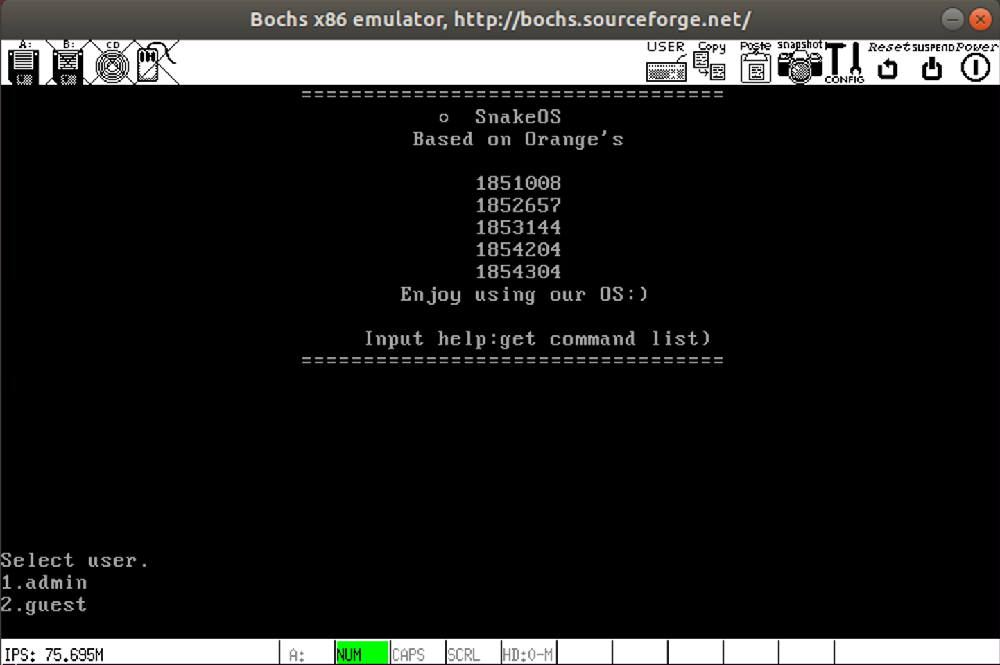 Bochs x86 emulator, http://bochs.sourceforge.net/
A: B: CD USER Copy Paste snapshot CONFIG Reset SUSPEND Power
==================================
o SnakeOS
Based on Orange's
1851008
1852657
1853144
1854204
1854304
Enjoy using our OS:)
Input help:get command list)
==================================
Select user.
1.admin
2.guest
IPS: 75.695M A: NUM CAPS SCRL HD:0-M